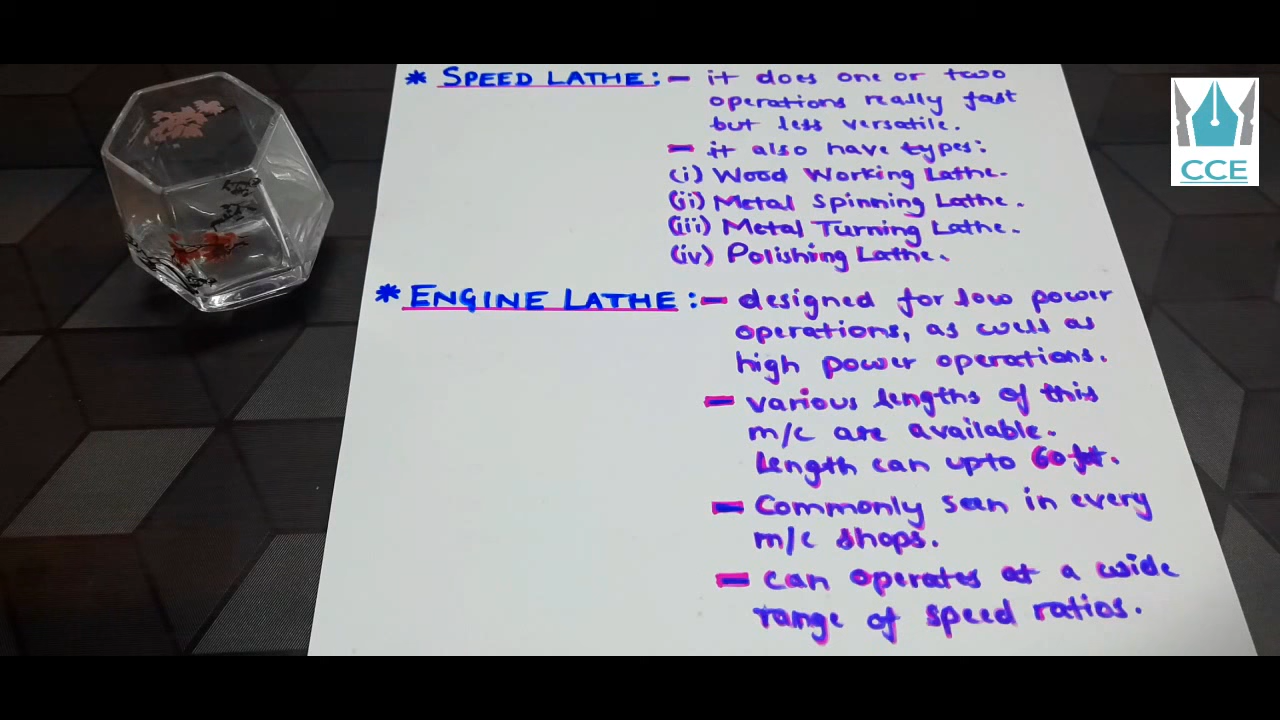 * SPEED LATHE: - it does one or two
operations really fast
but less versatile.
- it also have types:
(i) Wood Working Lathe.
(ii) Metal Spinning Lathe.
(iii) Metal Turning Lathe.
(iv) Polishing Lathe.
* ENGINE LATHE: - designed for low power
operations, as well as
high power operations.
- various lengths of this
m/c are available.
Length can upto 60 feet.
- Commonly seen in every
m/c shops.
- can operates at a wide
range of speed ratios.
CCE